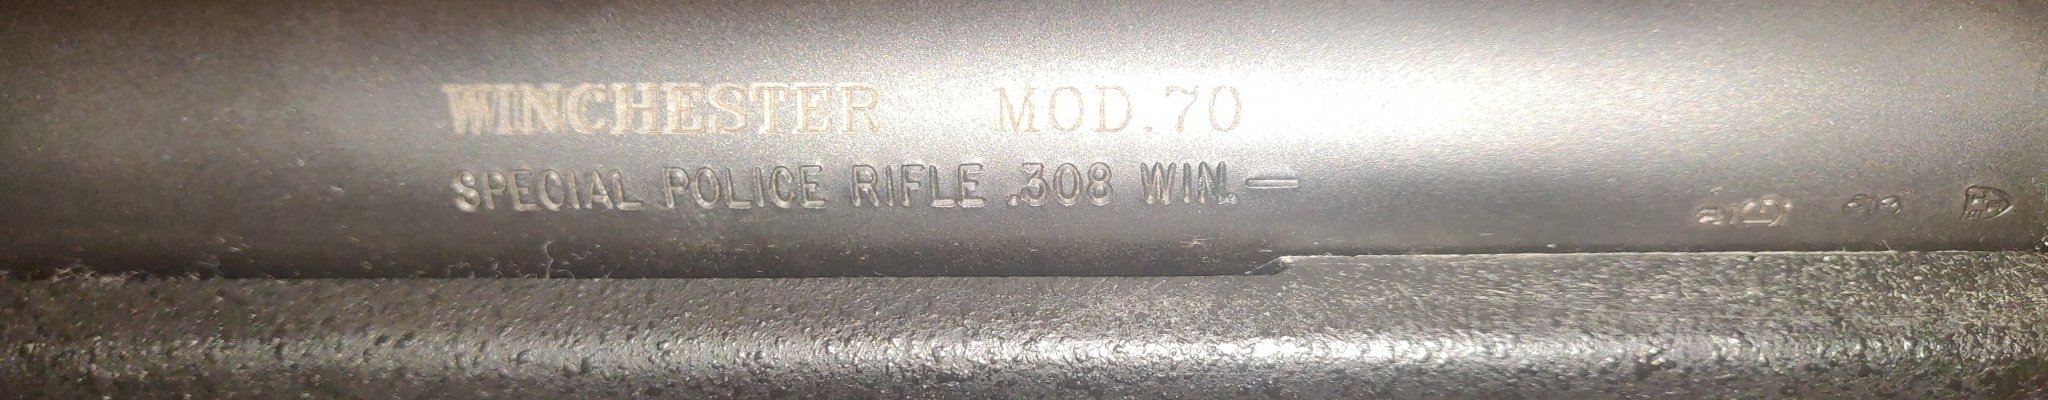 WINCHESTER MOD. 70
SPECIAL POLICE RIFLE .308 WIN.—